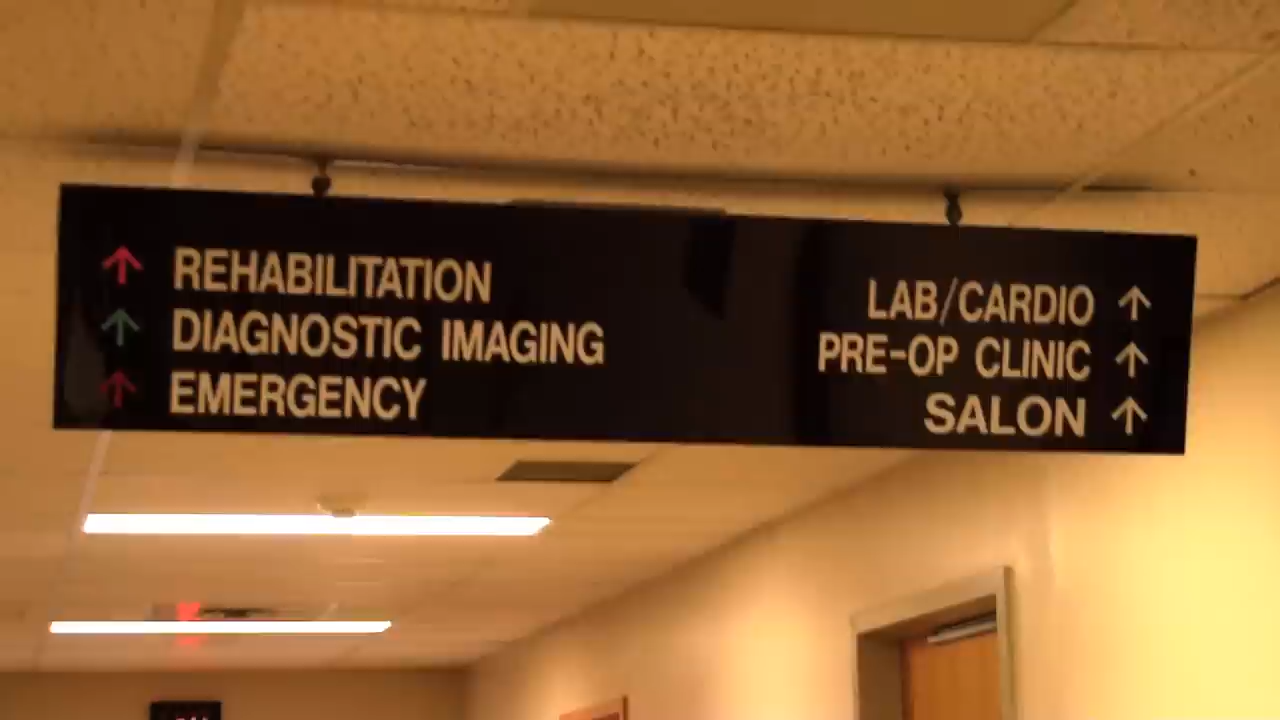 REHABILITATION
DIAGNOSTIC IMAGING
EMERGENCY
LAB/CARDIO
PRE-OP CLINIC
SALON